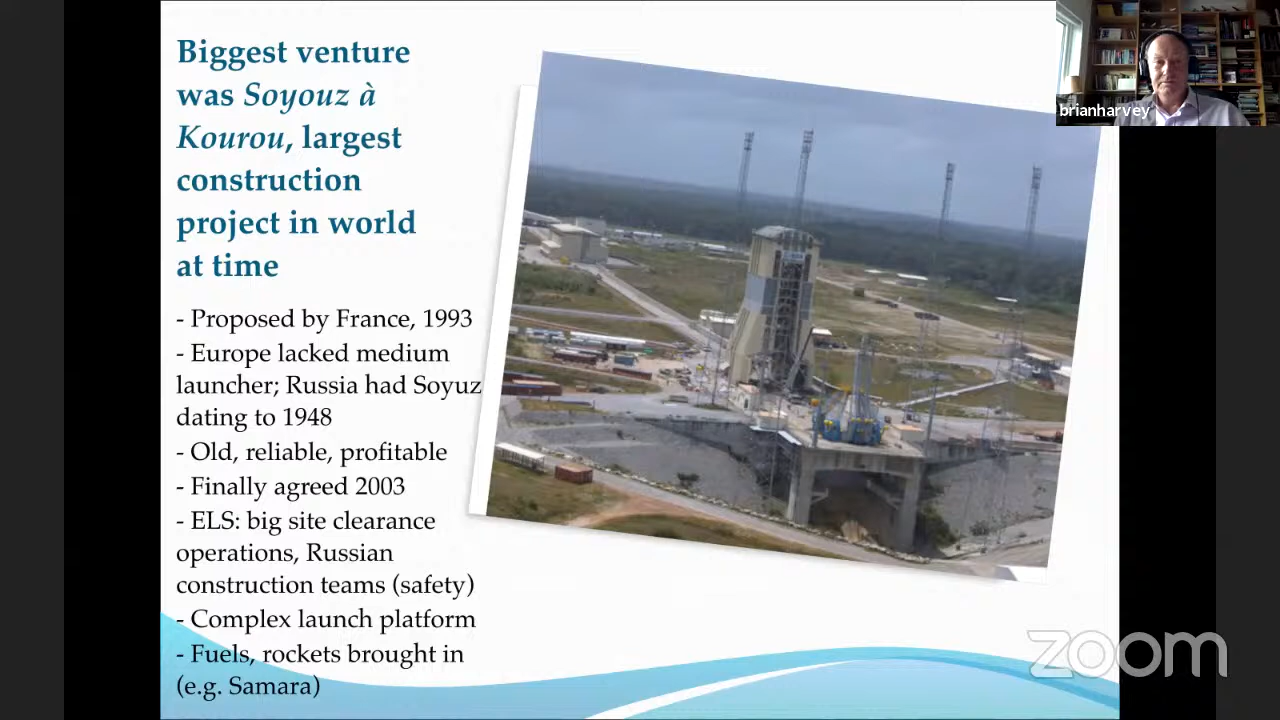 Biggest venture
was Soyouz à
Kourou, largest
construction
project in world
at time
- Proposed by France, 1993
- Europe lacked medium
launcher; Russia had Soyuz
dating to 1948
- Old, reliable, profitable
- Finally agreed 2003
- ELS: big site clearance
operations, Russian
construction teams (safety)
- Complex launch platform
- Fuels, rockets brought in
(e.g. Samara)
brianharvey
zoom